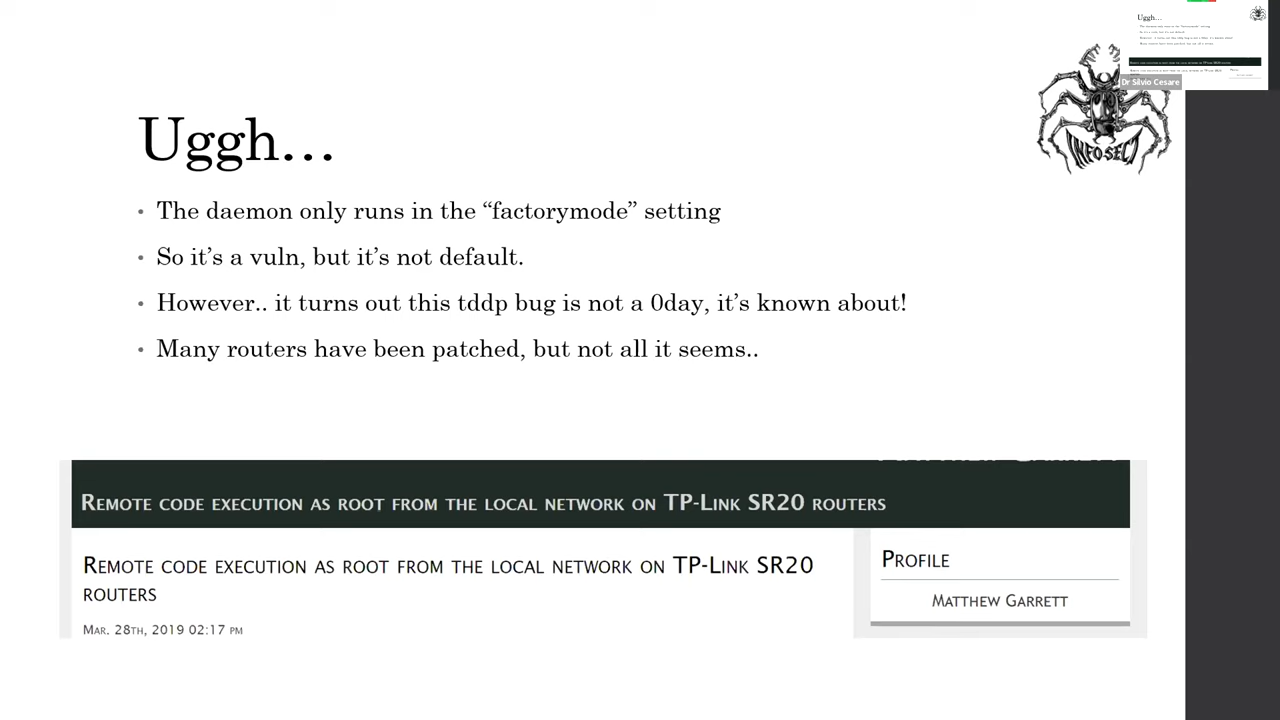 Uggh…
• The daemon only runs in the “factorymode” setting
• So it’s a vuln, but it’s not default.
• However.. it turns out this tddp bug is not a 0day, it’s known about!
• Many routers have been patched, but not all it seems..
INFOSECT
Uggh…
Dr Silvio Cesare
REMOTE CODE EXECUTION AS ROOT FROM THE LOCAL NETWORK ON TP-LINK SR20 ROUTERS
REMOTE CODE EXECUTION AS ROOT FROM THE LOCAL NETWORK ON TP-LINK SR20
ROUTERS
MAR. 28TH, 2019 02:17 PM
PROFILE
MATTHEW GARRETT